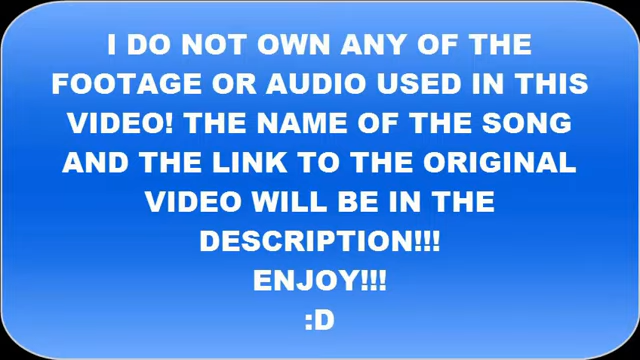 I DO NOT OWN ANY OF THE
FOOTAGE OR AUDIO USED IN THIS
VIDEO! THE NAME OF THE SONG
AND THE LINK TO THE ORIGINAL
VIDEO WILL BE IN THE
DESCRIPTION!!!
ENJOY!!!
:D